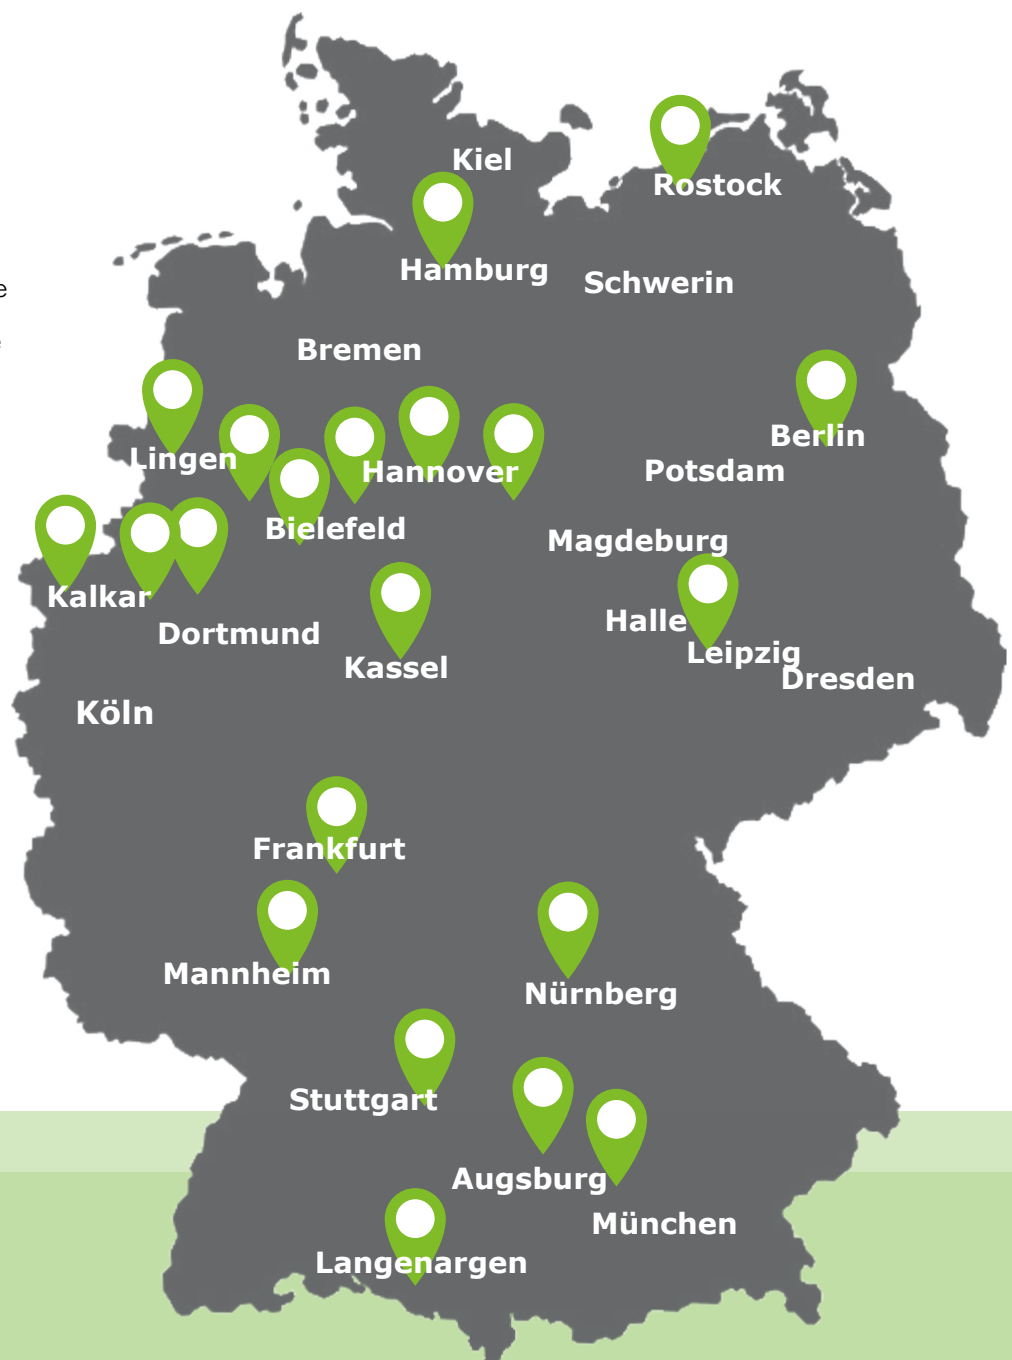 Kiel
Rostock
Hamburg
Schwerin
e
Bremen
Berlin
Lingen
Hannover
Potsdam
Bielefeld
Magdeburg
Kalkar
Halle
Dortmund
Leipzig
Kassel
Dresden
Köln
Frankfurt
Mannheim
Nürnberg
Stuttgart
Augsburg
München
Langenargen